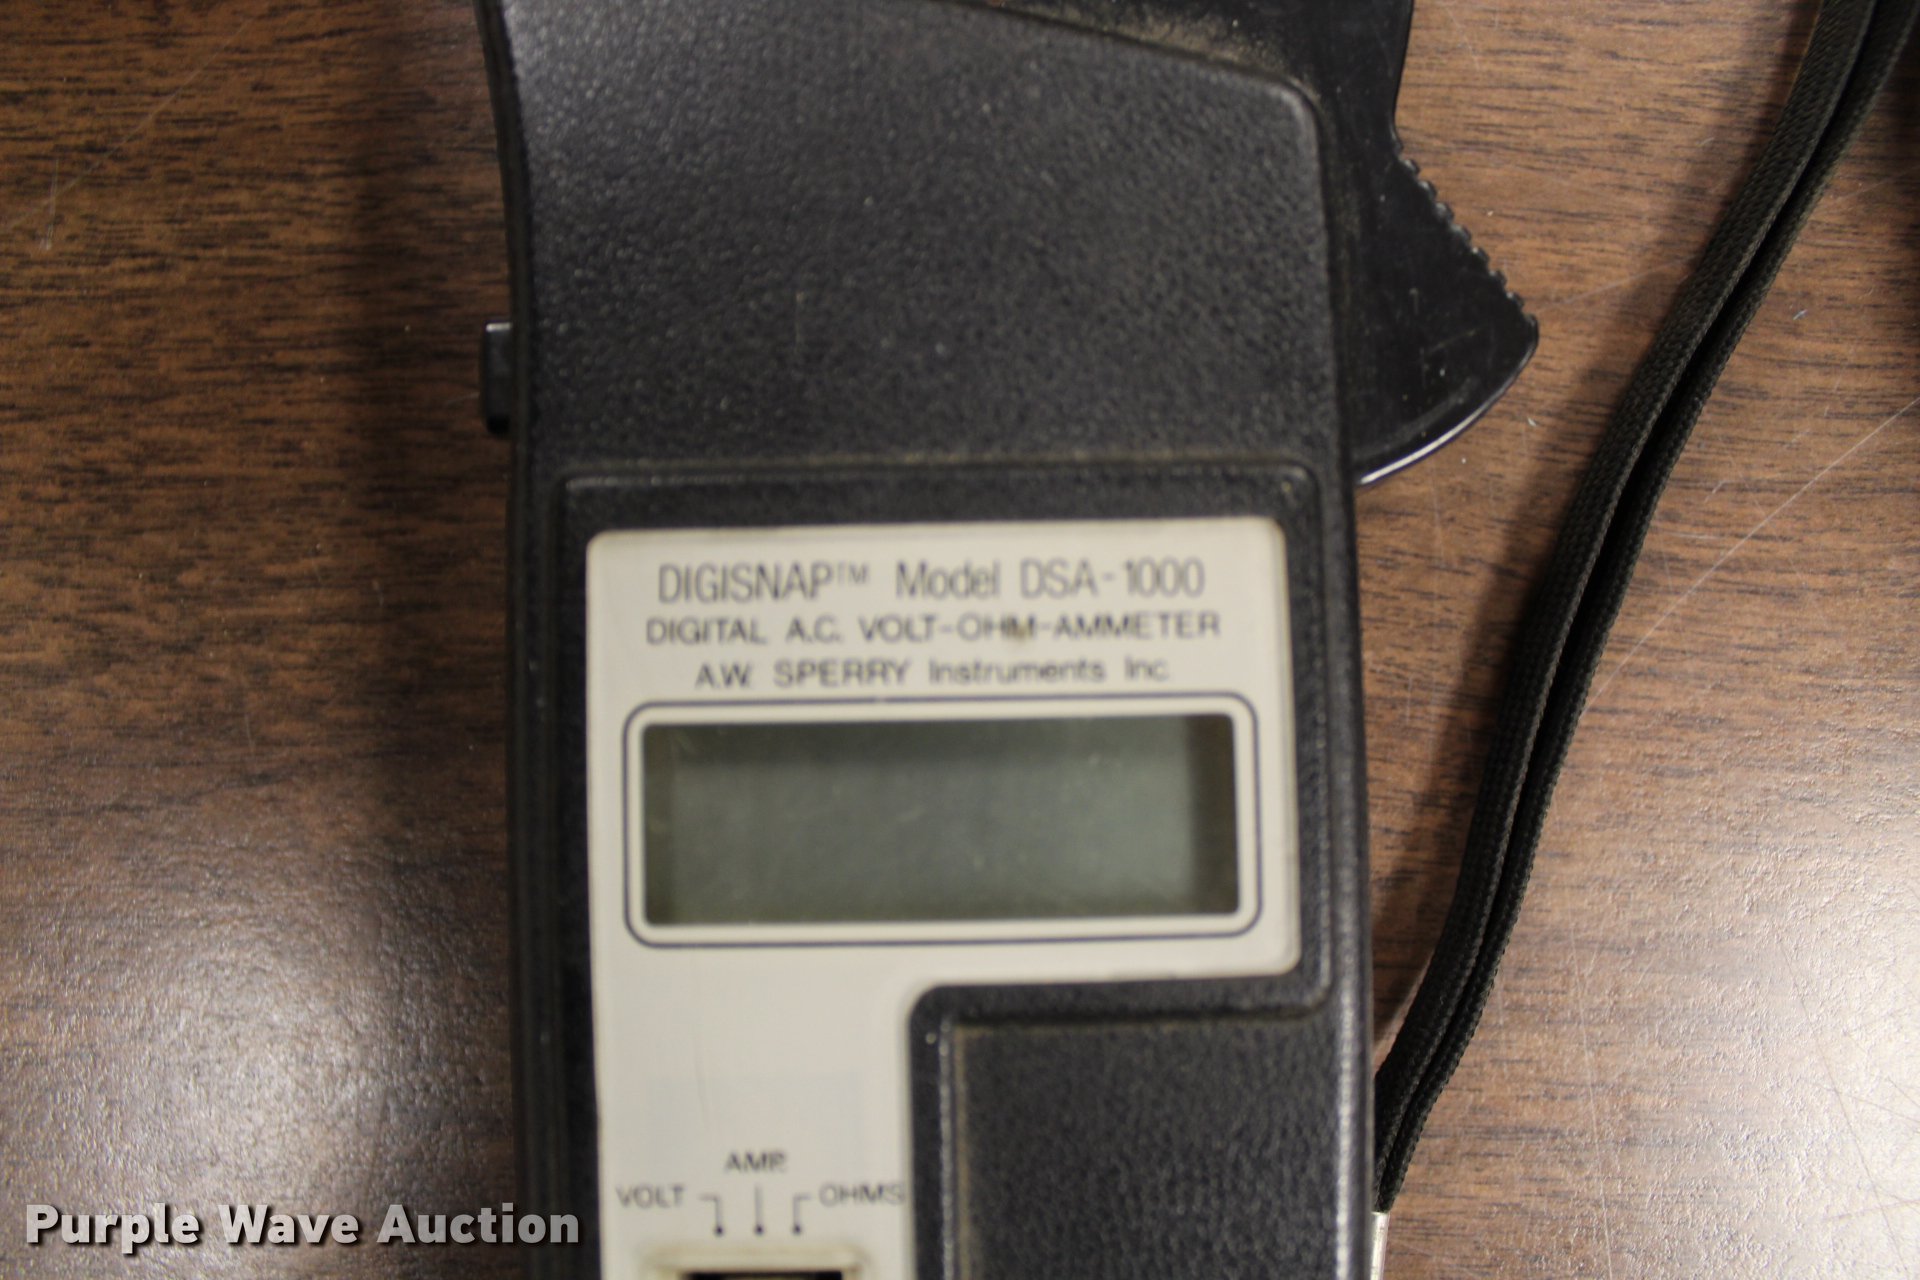 DIGISNAP™ Model DSA-1000
DIGITAL A.C. VOLT-OHM-AMMETER
A.W. SPERRY Instruments Inc
AMP.
VOLT OHMS
Purple Wave Auction